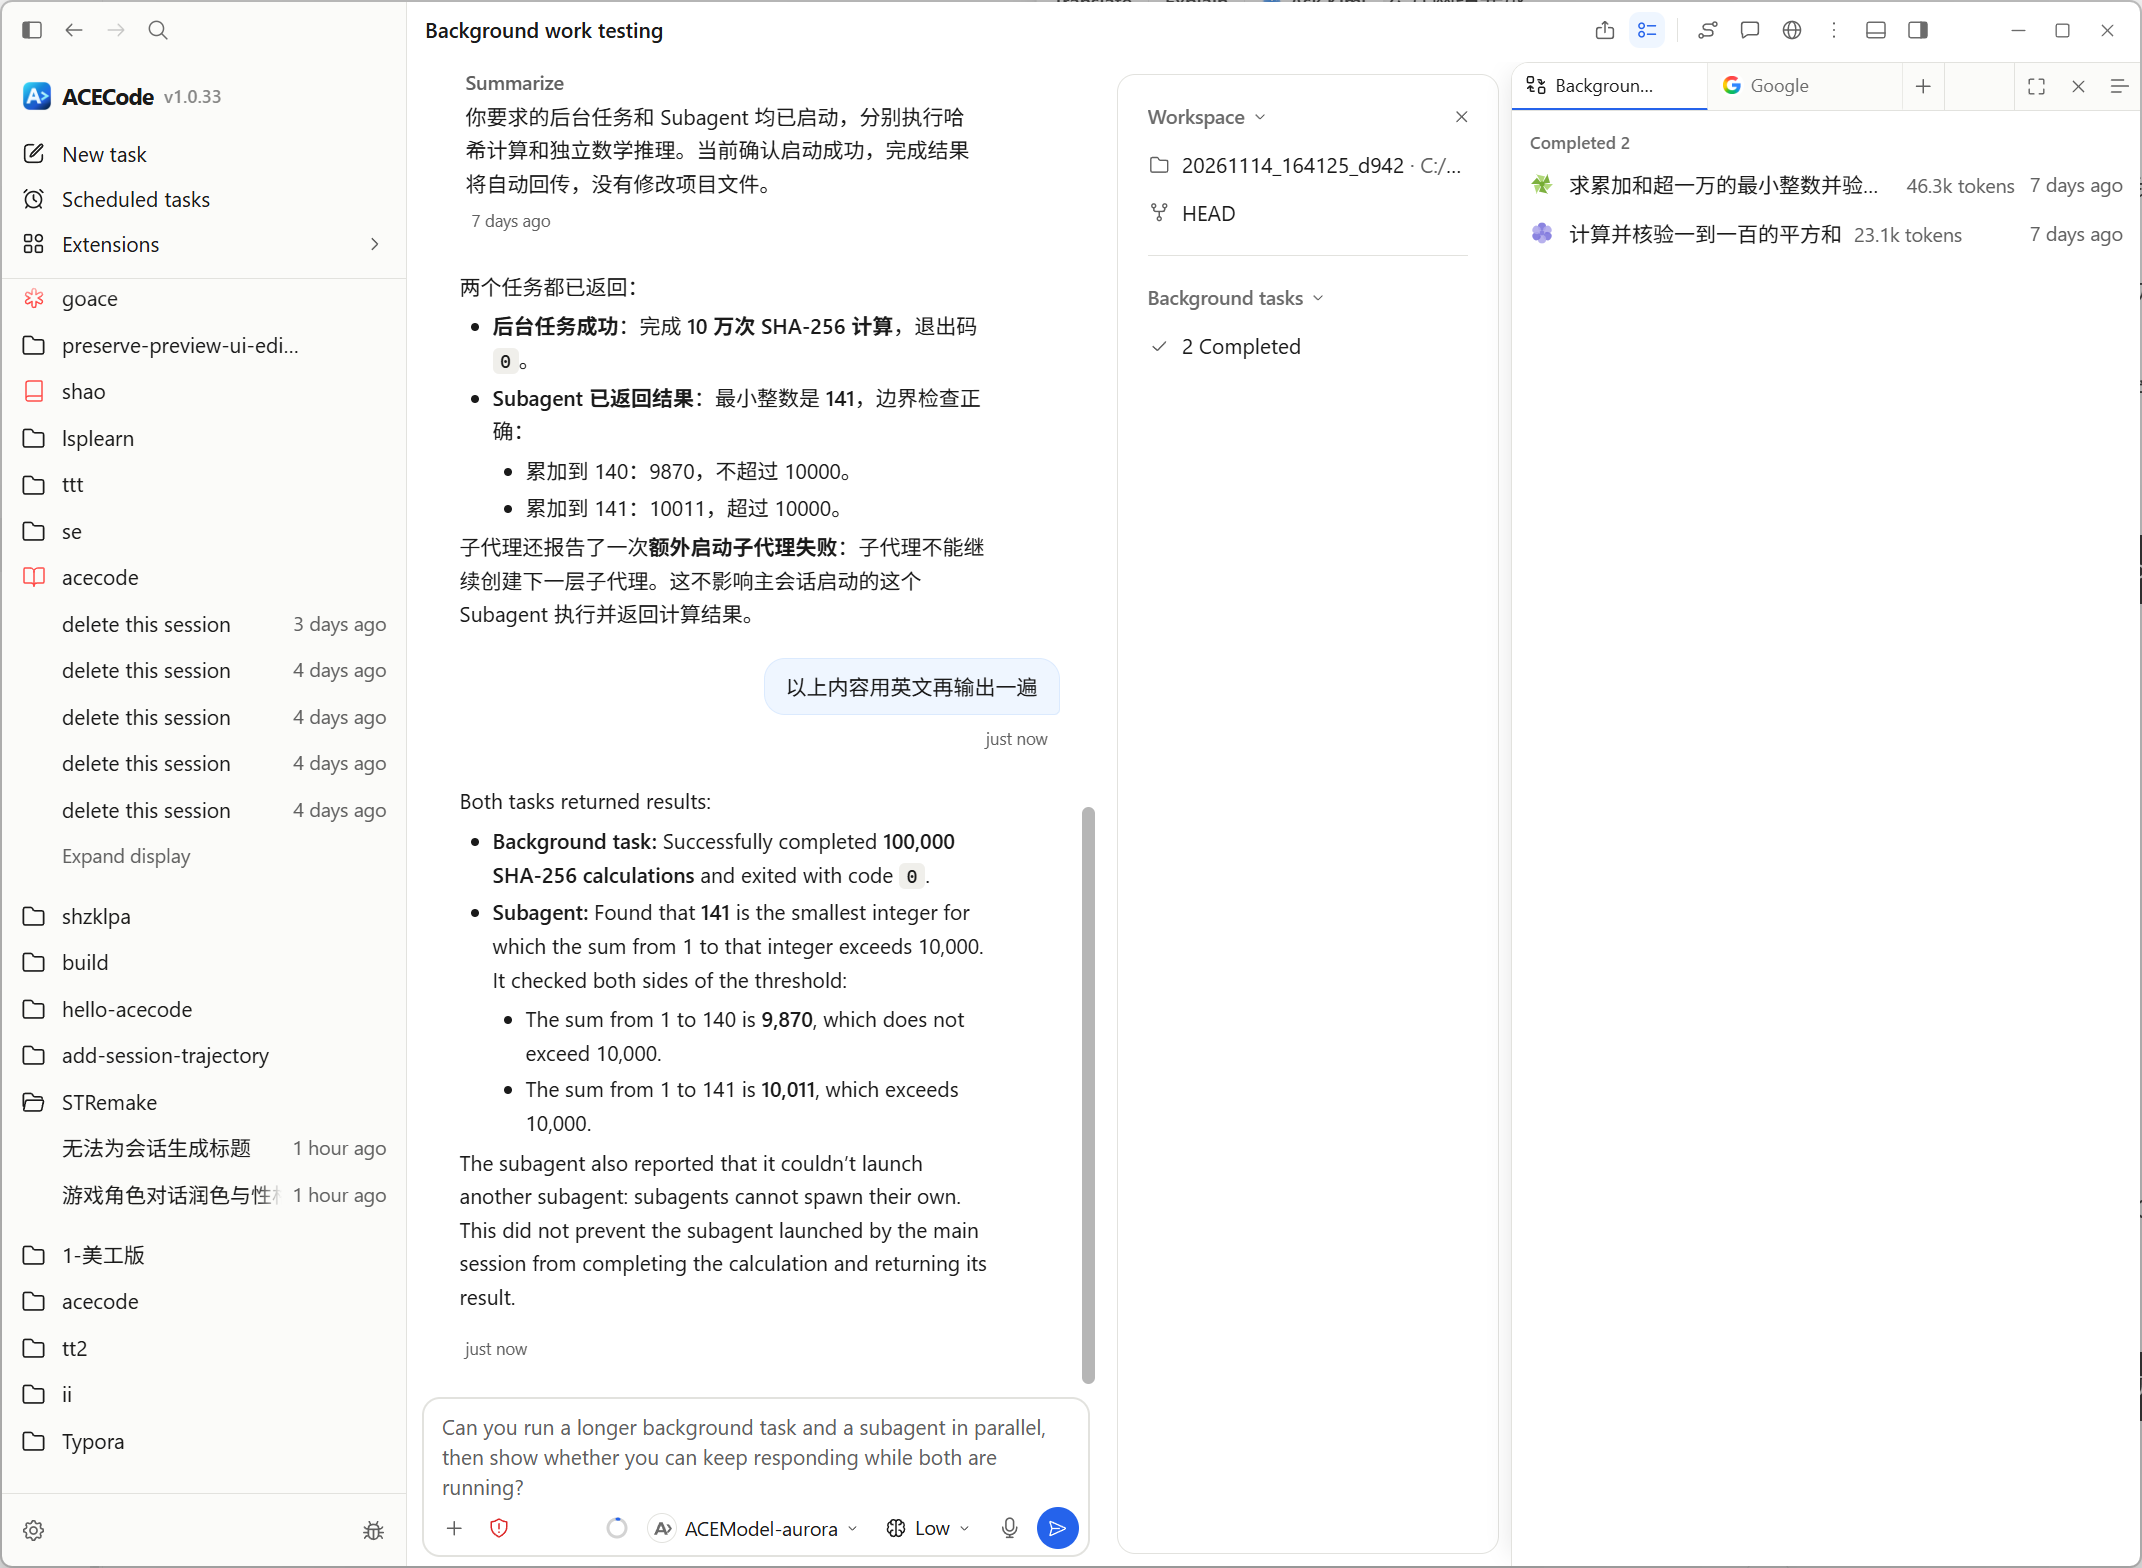 Background work testing
ACECode v1.0.33
New task
Scheduled tasks
Extensions
goace
preserve-preview-ui-edi...
shao
lsplearn
ttt
se
acecode
delete this session 3 days ago
delete this session 4 days ago
delete this session 4 days ago
delete this session 4 days ago
delete this session 4 days ago
Expand display
shzklpa
build
hello-acecode
add-session-trajectory
STRemake
无法为会话生成标题 1 hour ago
游戏角色对话润色与性 1 hour ago
1-美工版
acecode
tt2
ii
Typora
Summarize
你要求的后台任务和 Subagent 均已启动，分别执行哈
希计算和独立数学推理。当前确认启动成功，完成结果
将自动回传，没有修改项目文件。
7 days ago
两个任务都已返回：
后台任务成功：完成 10 万次 SHA-256 计算，退出码
0。
Subagent 已返回结果：最小整数是 141，边界检查正
确：
累加到 140：9870，不超过 10000。
累加到 141：10011，超过 10000。
子代理还报告了一次额外启动子代理失败：子代理不能继
续创建下一层子代理。这不影响主会话启动的这个
Subagent 执行并返回计算结果。
以上内容用英文再输出一遍
just now
Both tasks returned results:
Background task: Successfully completed 100,000
SHA-256 calculations and exited with code 0.
Subagent: Found that 141 is the smallest integer for
which the sum from 1 to that integer exceeds 10,000.
It checked both sides of the threshold:
The sum from 1 to 140 is 9,870, which does not
exceed 10,000.
The sum from 1 to 141 is 10,011, which exceeds
10,000.
The subagent also reported that it couldn’t launch
another subagent: subagents cannot spawn their own.
This did not prevent the subagent launched by the main
session from completing the calculation and returning its
result.
just now
Can you run a longer background task and a subagent in parallel,
then show whether you can keep responding while both are
running?
ACEModel-aurora
Low
Workspace
20261114_164125_d942 · C:/...
HEAD
Background tasks
2 Completed
Backgroun...
Google
Completed 2
求累加和超一万的最小整数并验... 46.3k tokens 7 days ago
计算并核验一到一百的平方和 23.1k tokens 7 days ago